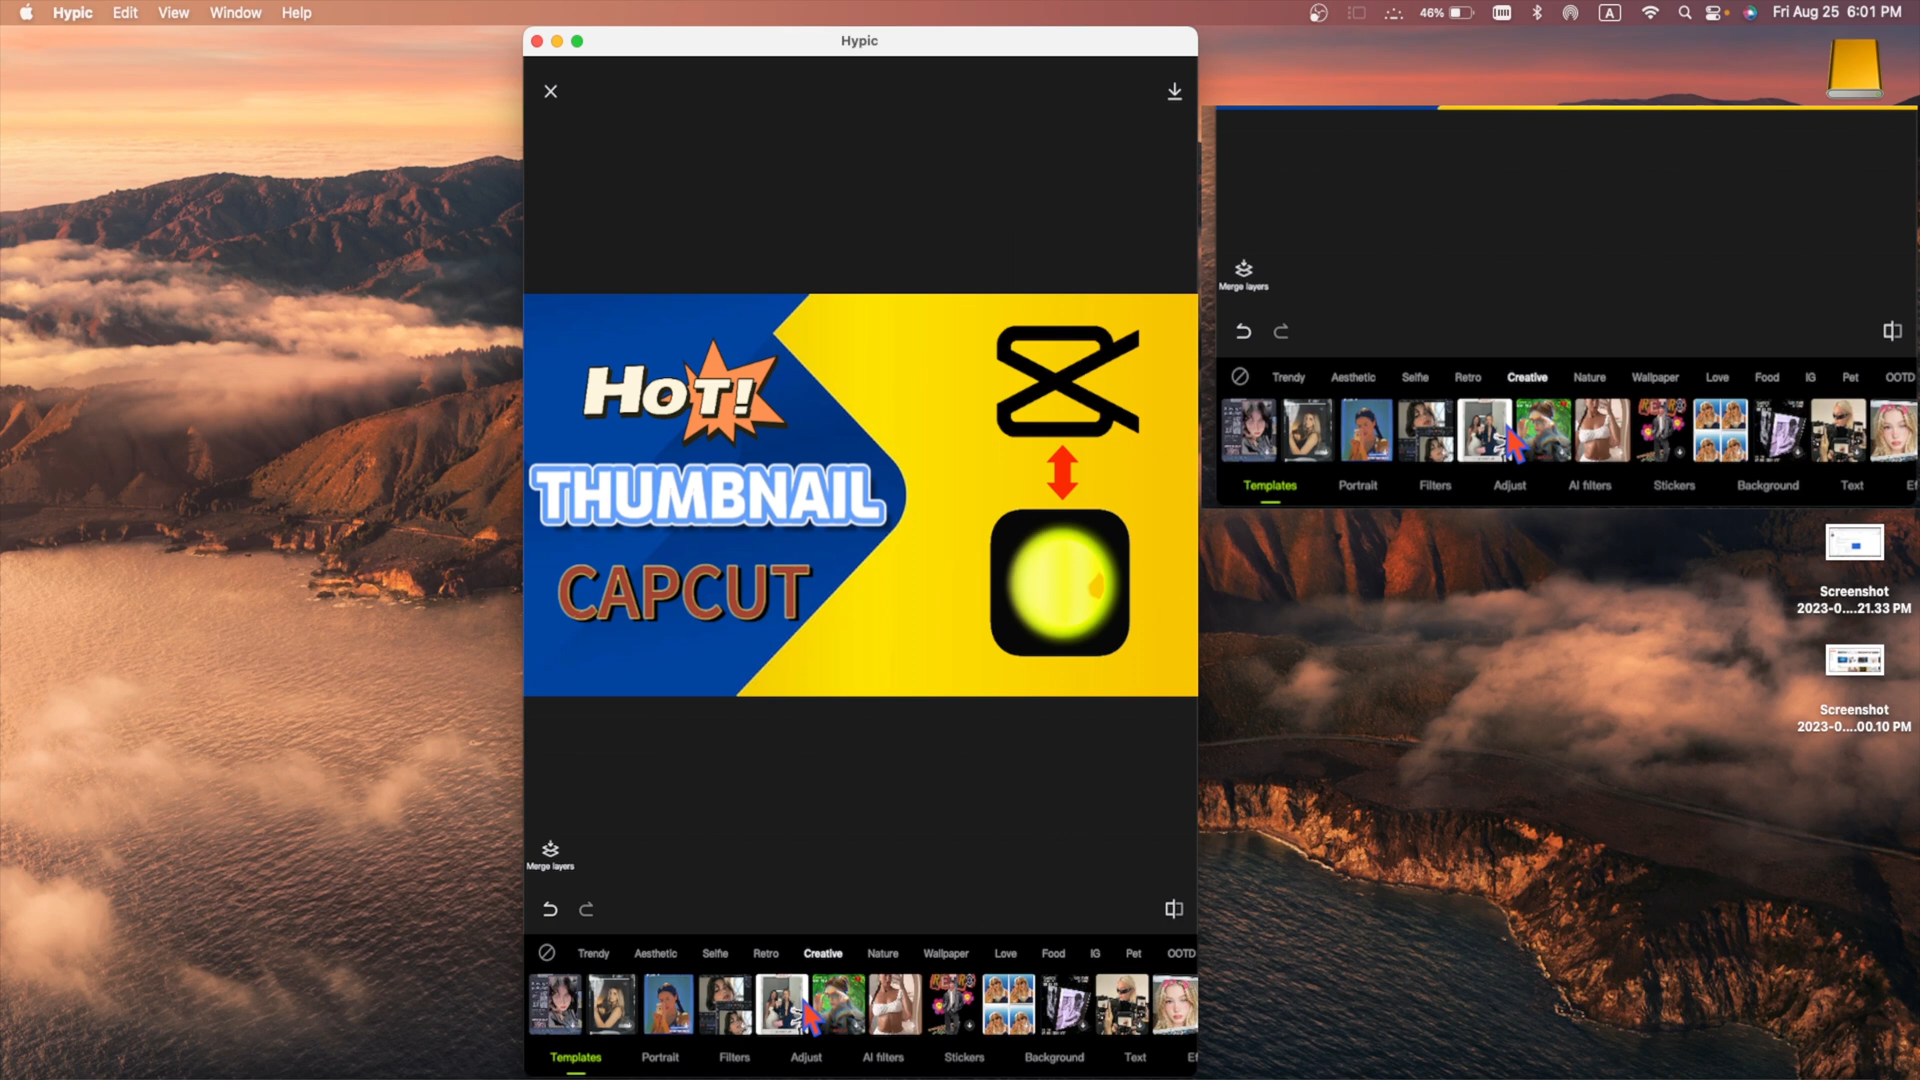 Hypic Edit View Window Help 46% A Fri Aug 25 6:01 PM
Hypic
HOT!
THUMBNAIL
CAPCUT
Merge layers
Trendy Aesthetic Selfie Retro Creative Nature Wallpaper Love Food IG Pet OOTD
Templates Portrait Filters Adjust AI filters Stickers Background Text Ef
Merge layers
Trendy Aesthetic Selfie Retro Creative Nature Wallpaper Love Food IG Pet OOTD
RETRO
Templates Portrait Filters Adjust AI filters Stickers Background Text Ef
Screenshot
2023-0....21.33 PM
Screenshot
2023-0....00.10 PM